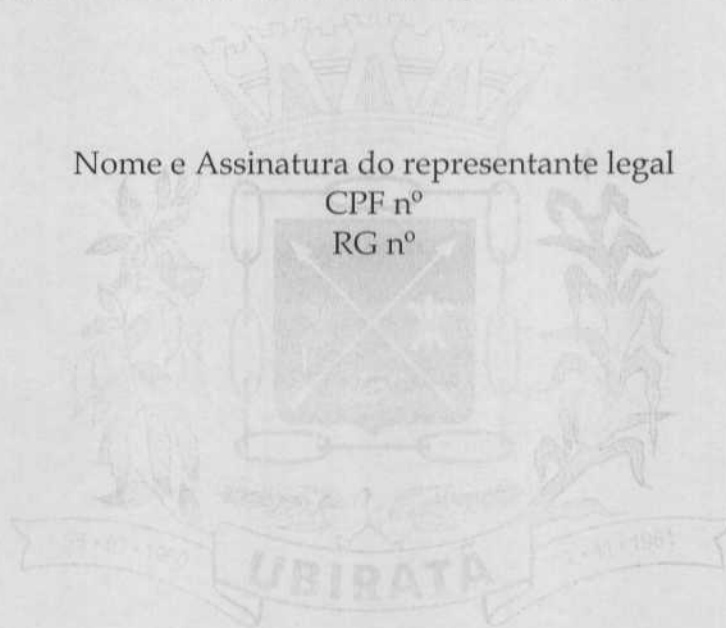 Nome e Assinatura do representante legal
CPF nº
RG nº
UBIRATÃ